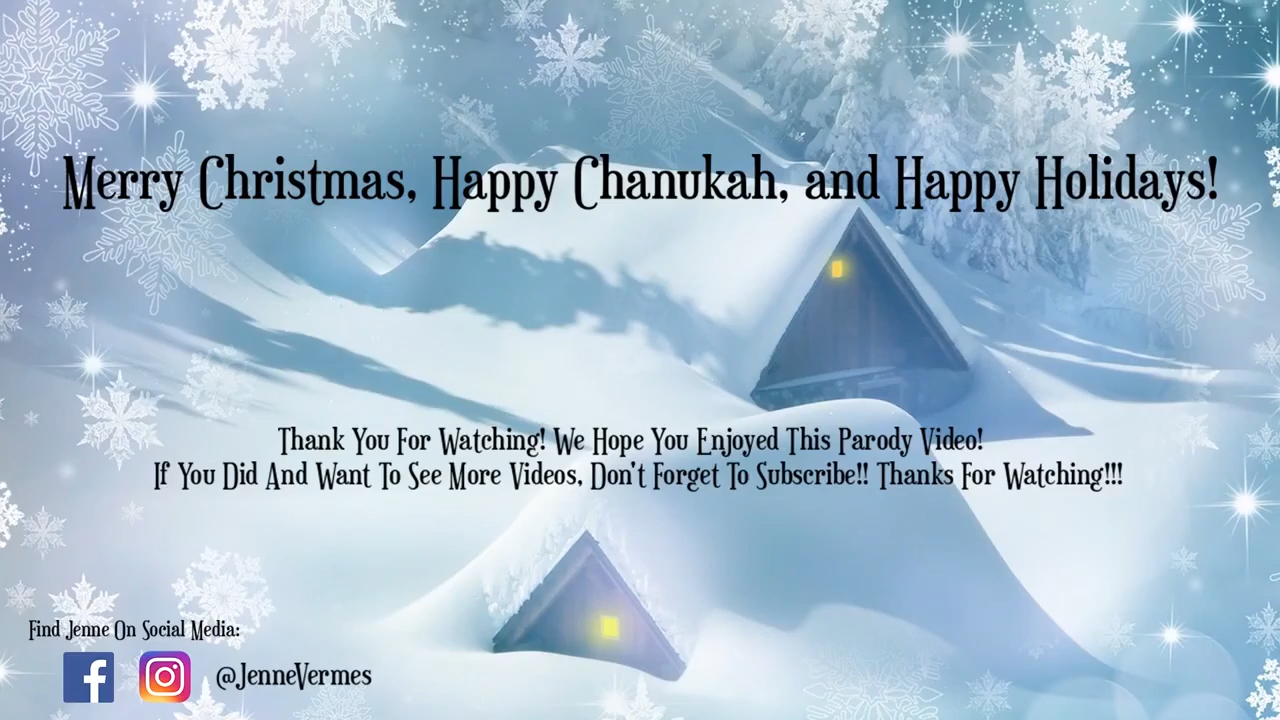 Merry Christmas, Happy Chanukah, and Happy Holidays!
Thank You For Watching! We Hope You Enjoyed This Parody Video!
If You Did And Want To See More Videos, Don't Forget To Subscribe!! Thanks For Watching!!!
Find Jenne On Social Media:
@JenneVermes